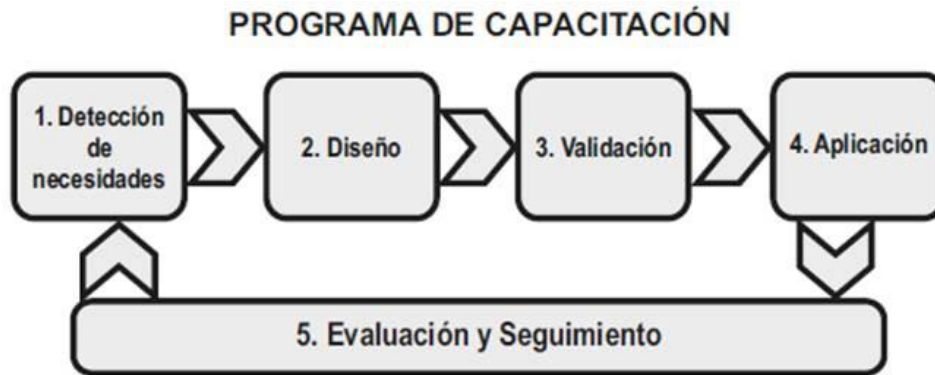 PROGRAMA DE CAPACITACIÓN
1. Detección
de
necesidades
2. Diseño
3. Validación
4. Aplicación
5. Evaluación y Seguimiento